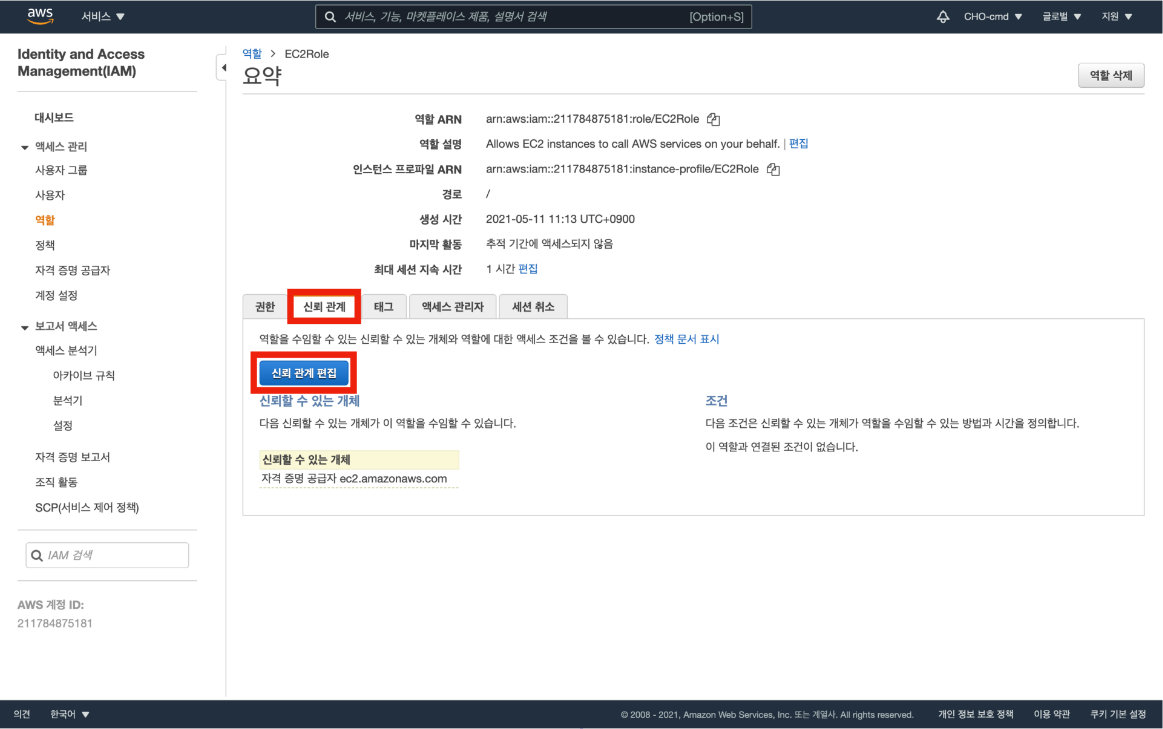 aws 서비스 ▼ 서비스, 기능, 마켓플레이스 제품, 설명서 검색 [Option+S] CHO-cmd ▼ 글로벌 ▼ 지원 ▼
Identity and Access
Management(IAM)
대시보드
액세스 관리
사용자 그룹
사용자
역할
정책
자격 증명 공급자
계정 설정
보고서 액세스
액세스 분석기
아카이브 규칙
분석기
설정
자격 증명 보고서
조직 활동
SCP(서비스 제어 정책)
IAM 검색
AWS 계정 ID:
211784875181
역할 > EC2Role
요약
역할 삭제
역할 ARN arn:aws:iam::211784875181:role/EC2Role
역할 설명 Allows EC2 instances to call AWS services on your behalf. | 편집
인스턴스 프로파일 ARN arn:aws:iam::211784875181:instance-profile/EC2Role
경로 /
생성 시간 2021-05-11 11:13 UTC+0900
마지막 활동 추적 기간에 액세스되지 않음
최대 세션 지속 시간 1 시간 편집
권한 신뢰 관계 태그 액세스 관리자 세션 취소
역할을 수임할 수 있는 신뢰할 수 있는 개체와 역할에 대한 액세스 조건을 볼 수 있습니다. 정책 문서 표시
신뢰 관계 편집
신뢰할 수 있는 개체
다음 신뢰할 수 있는 개체가 이 역할을 수임할 수 있습니다.
신뢰할 수 있는 개체
자격 증명 공급자 ec2.amazonaws.com
조건
다음 조건은 신뢰할 수 있는 개체가 역할을 수임할 수 있는 방법과 시간을 정의합니다.
이 역할과 연결된 조건이 없습니다.
의견 한국어 ▼ © 2008 - 2021, Amazon Web Services, Inc. 또는 계열사. All rights reserved. 개인 정보 보호 정책 이용 약관 쿠키 기본 설정